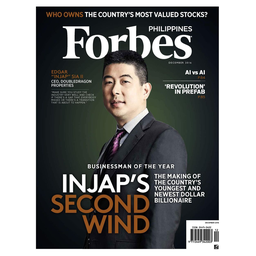 WHO OWNS THE COUNTRY'S MOST VALUED STOCKS?
Forbes
PHILIPPINES
EDGAR
"INJAP" SIA II
CEO, DOUBLEDRAGON
PROPERTIES
AI vs AI
'REVOLUTION'
IN PREFAB
BUSINESSMAN OF THE YEAR
INJAP'S
SECOND
WIND
THE MAKING OF
THE COUNTRY'S
YOUNGEST AND
NEWEST DOLLAR
BILLIONAIRE